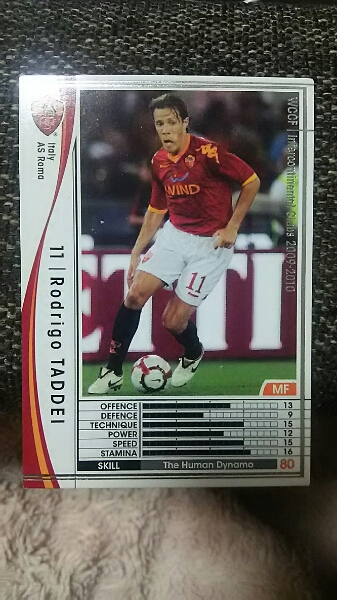 Italy
AS Roma
11 | Rodrigo TADDEI
WCCF | Intercontinental Clubs 2009-2010
WIND
11
MF
OFFENCE 13
DEFENCE 9
TECHNIQUE 15
POWER 12
SPEED 15
STAMINA 16
SKILL The Human Dynamo 80